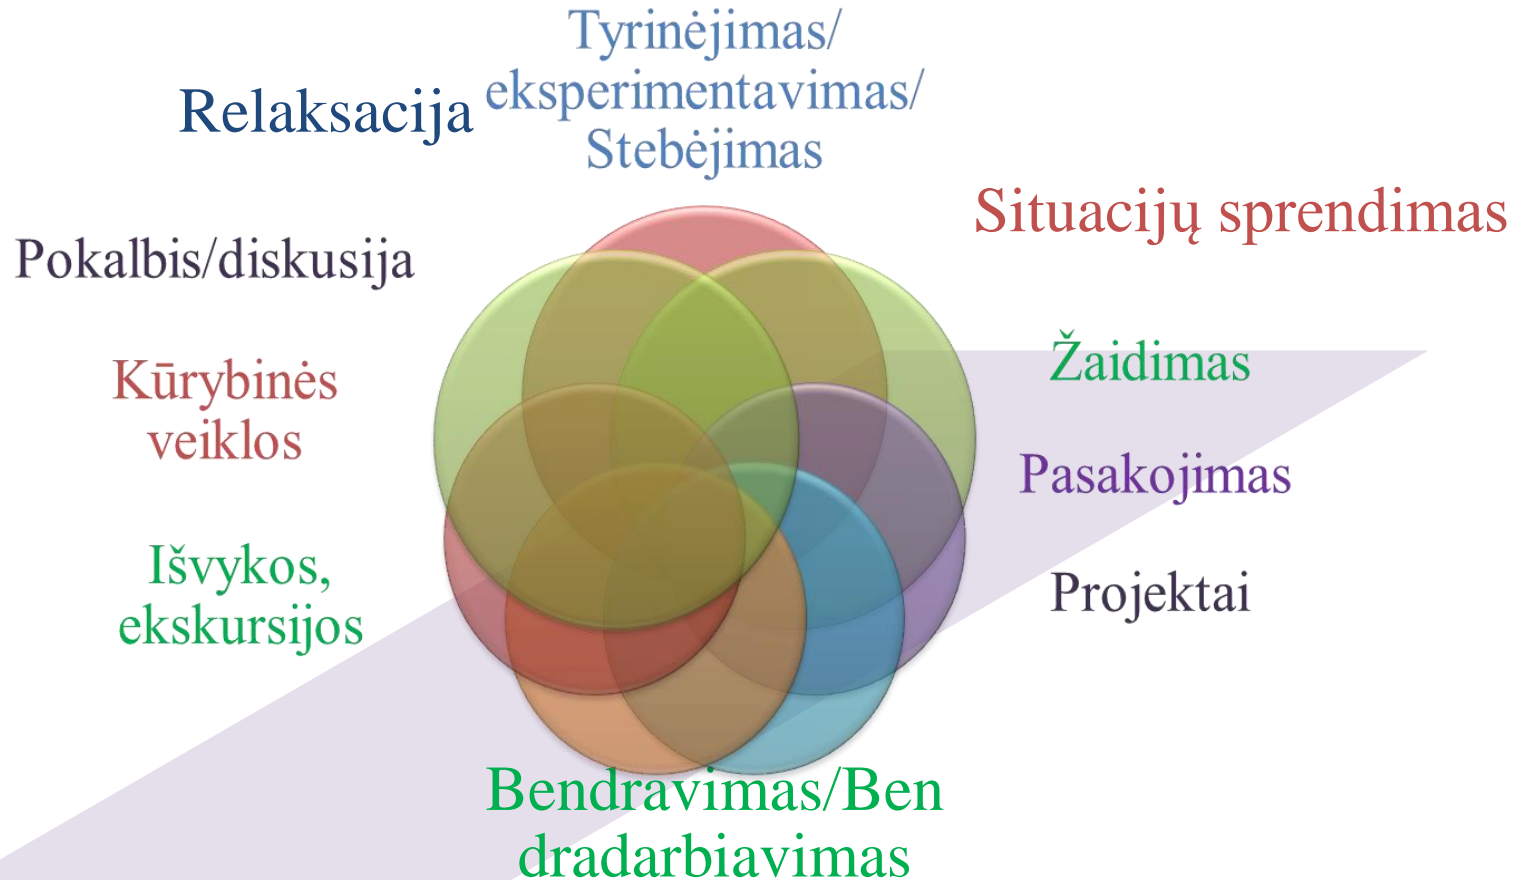 Tyrinėjimas/
eksperimentavimas/
Stebėjimas
Relaksacija
Situacijų sprendimas
Pokalbis/diskusija
Žaidimas
Kūrybinės
veiklos
Pasakojimas
Išvykos,
ekskursijos
Projektai
Bendravimas/Ben
dradarbiavimas